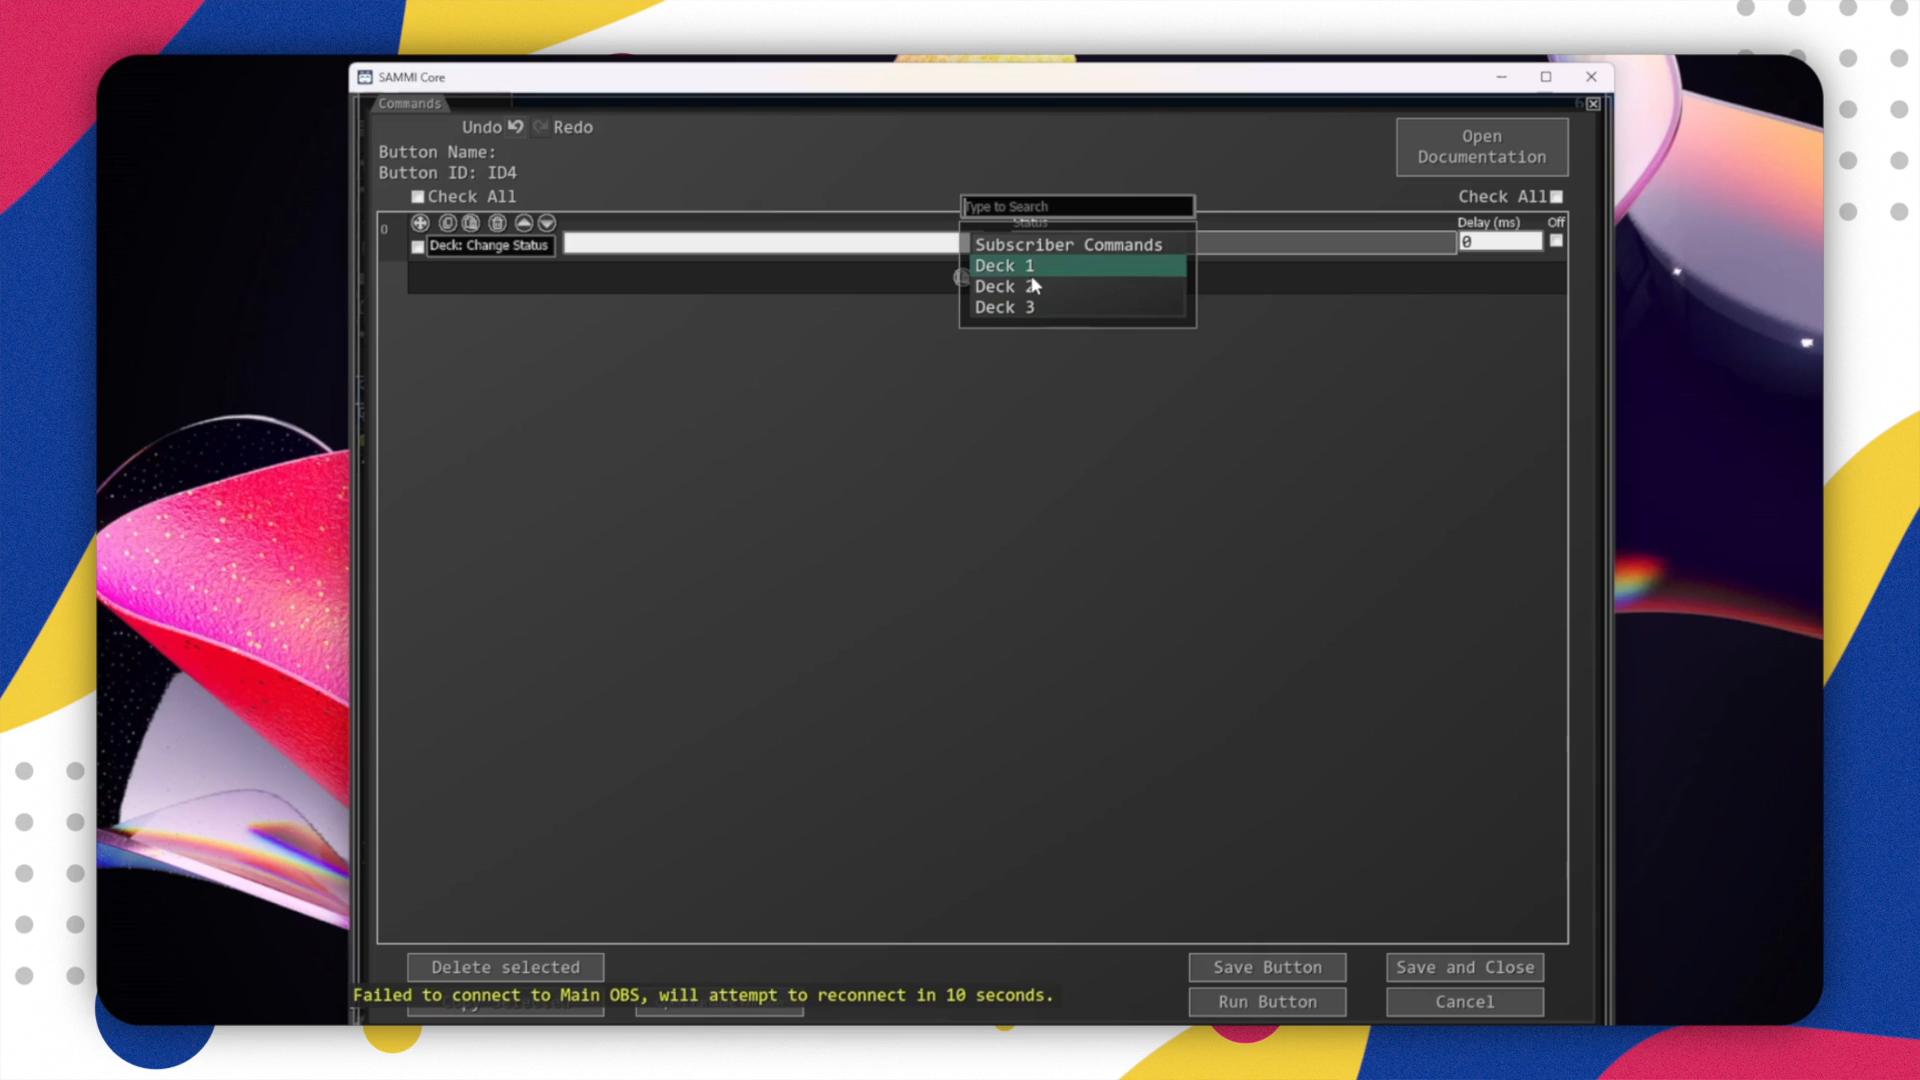 SAMMI Core
Commands
Undo Redo
Open
Documentation
Button Name:
Button ID: ID4
Check All
Check All
Type to Search
Status
Delay (ms) Off
0
Deck: Change Status
0
Subscriber Commands
Deck 1
Deck 2
Deck 3
Delete selected
Save Button
Save and Close
Failed to connect to Main OBS, will attempt to reconnect in 10 seconds.
Run Button
Cancel